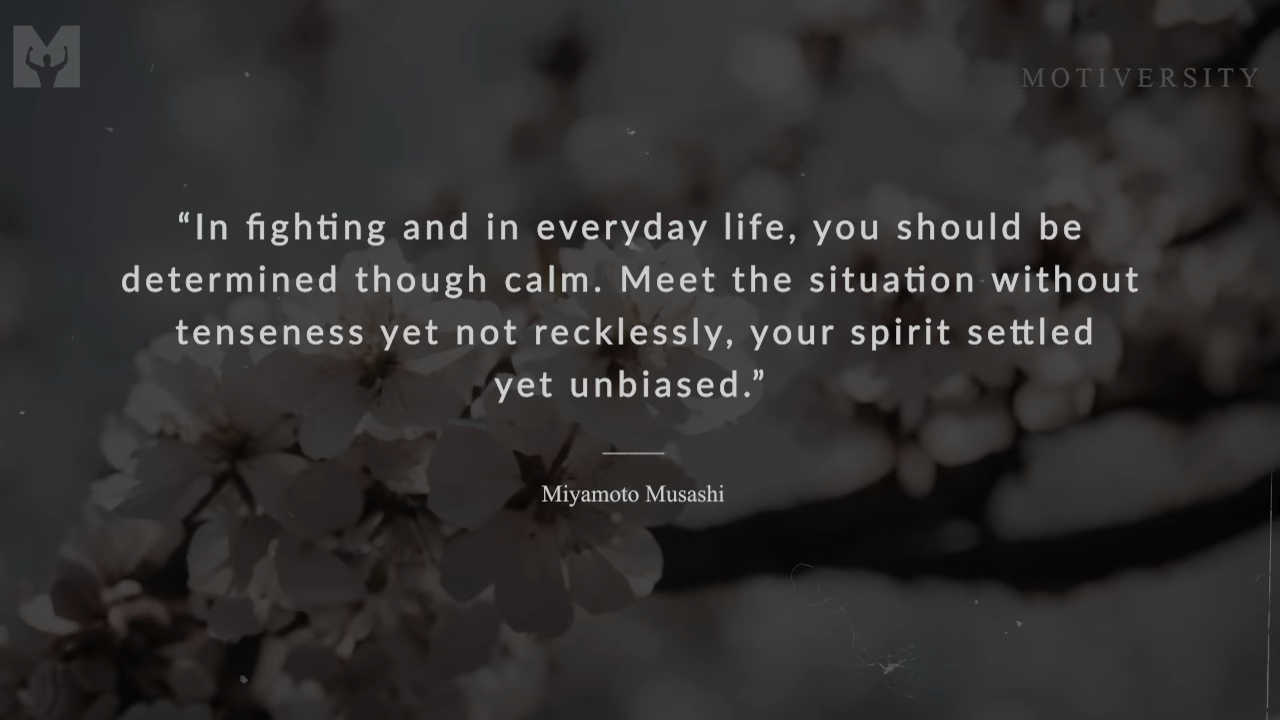 MOTIVERSITY
“In fighting and in everyday life, you should be
determined though calm. Meet the situation without
tenseness yet not recklessly, your spirit settled
yet unbiased.”
Miyamoto Musashi